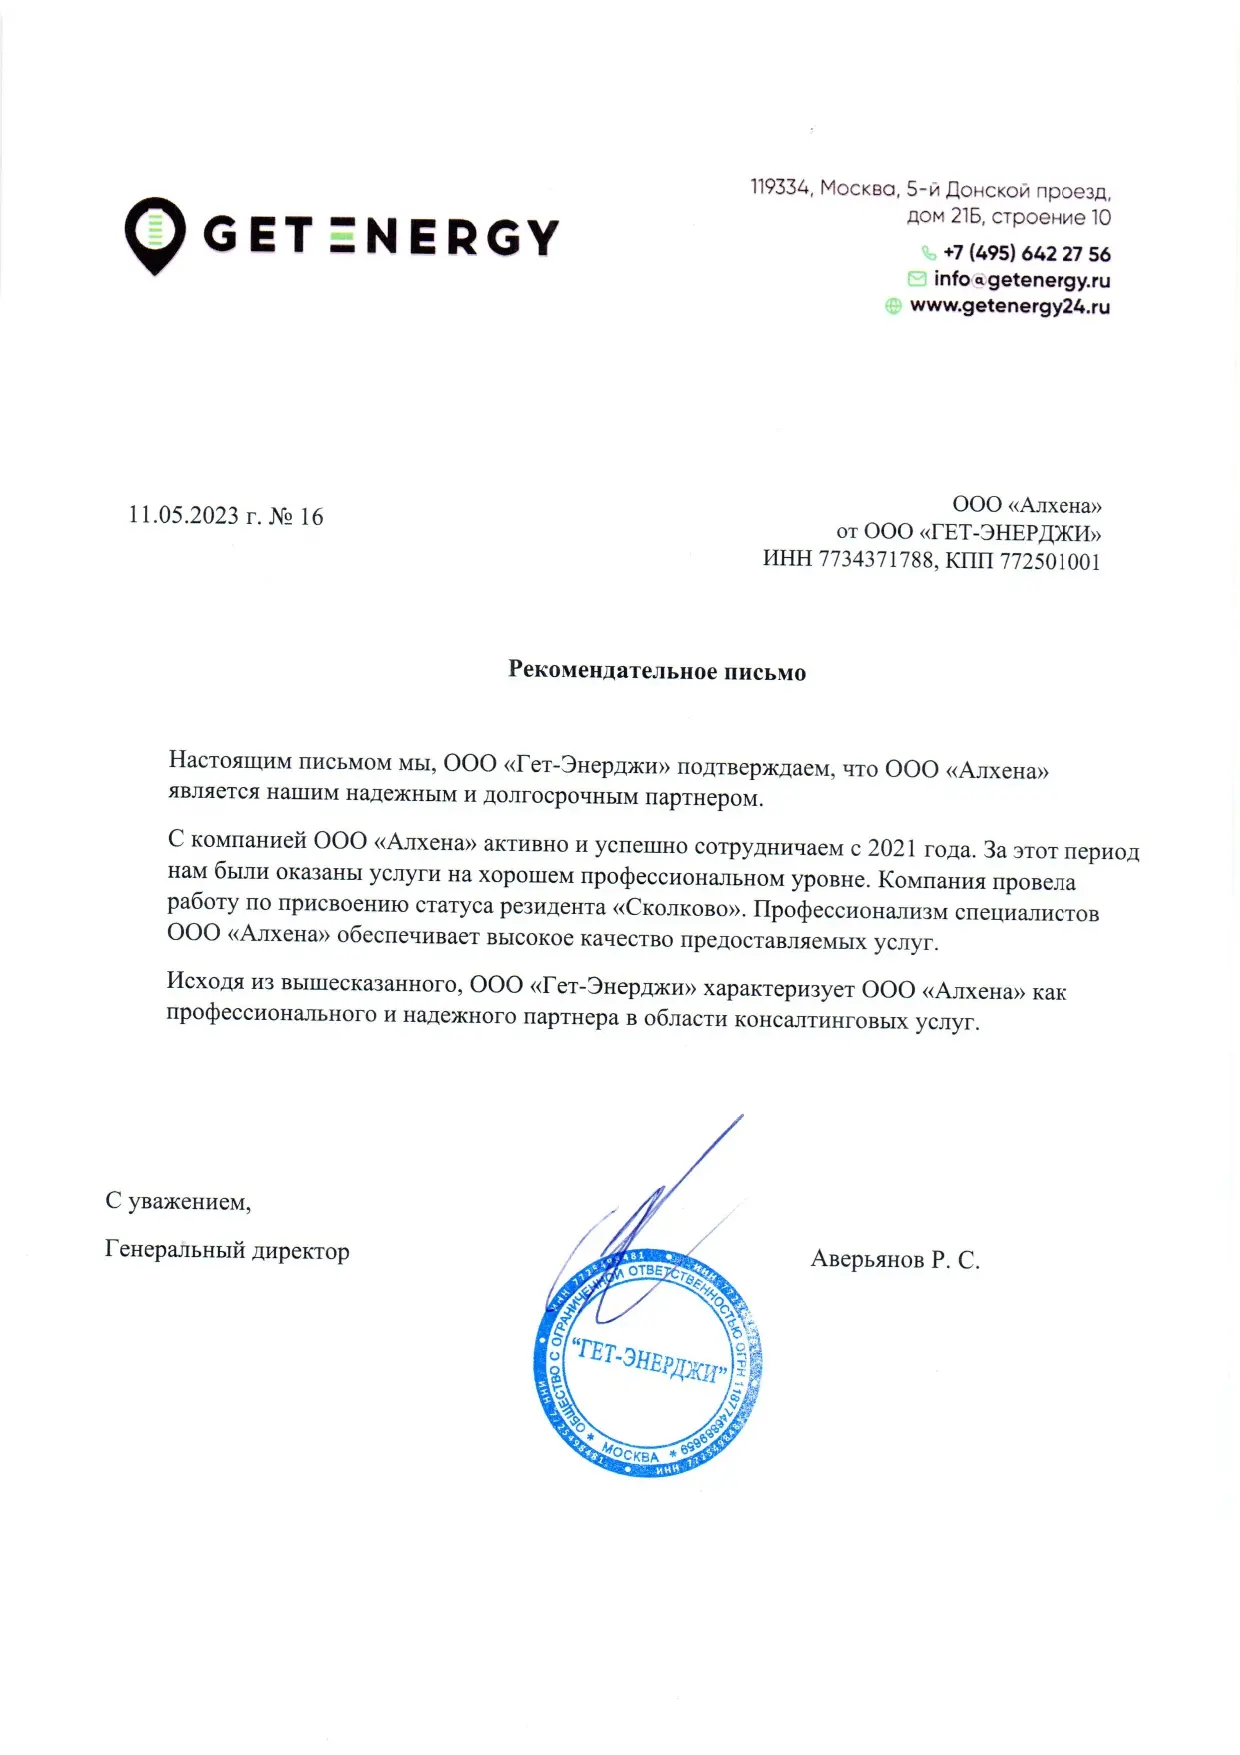 GET ENERGY
119334, Москва, 5-й Донской проезд,
дом 21Б, строение 10
+7 (495) 642 27 56
info@getenergy.ru
www.getenergy24.ru
11.05.2023 г. № 16
ООО «Алхена»
от ООО «ГЕТ-ЭНЕРДЖИ»
ИНН 7734371788, КПП 772501001
Рекомендательное письмо
Настоящим письмом мы, ООО «Гет-Энерджи» подтверждаем, что ООО «Алхена»
является нашим надежным и долгосрочным партнером.
С компанией ООО «Алхена» активно и успешно сотрудничаем с 2021 года. За этот период
нам были оказаны услуги на хорошем профессиональном уровне. Компания провела
работу по присвоению статуса резидента «Сколково». Профессионализм специалистов
ООО «Алхена» обеспечивает высокое качество предоставляемых услуг.
Исходя из вышесказанного, ООО «Гет-Энерджи» характеризует ООО «Алхена» как
профессионального и надежного партнера в области консалтинговых услуг.
С уважением,
Генеральный директор
Аверьянов Р. С.
ОБЩЕСТВО С ОГРАНИЧЕННОЙ ОТВЕТСТВЕННОСТЬЮ ОГРН
"ГЕТ-ЭНЕРДЖИ"
* МОСКВА *
ИНН 7725498481